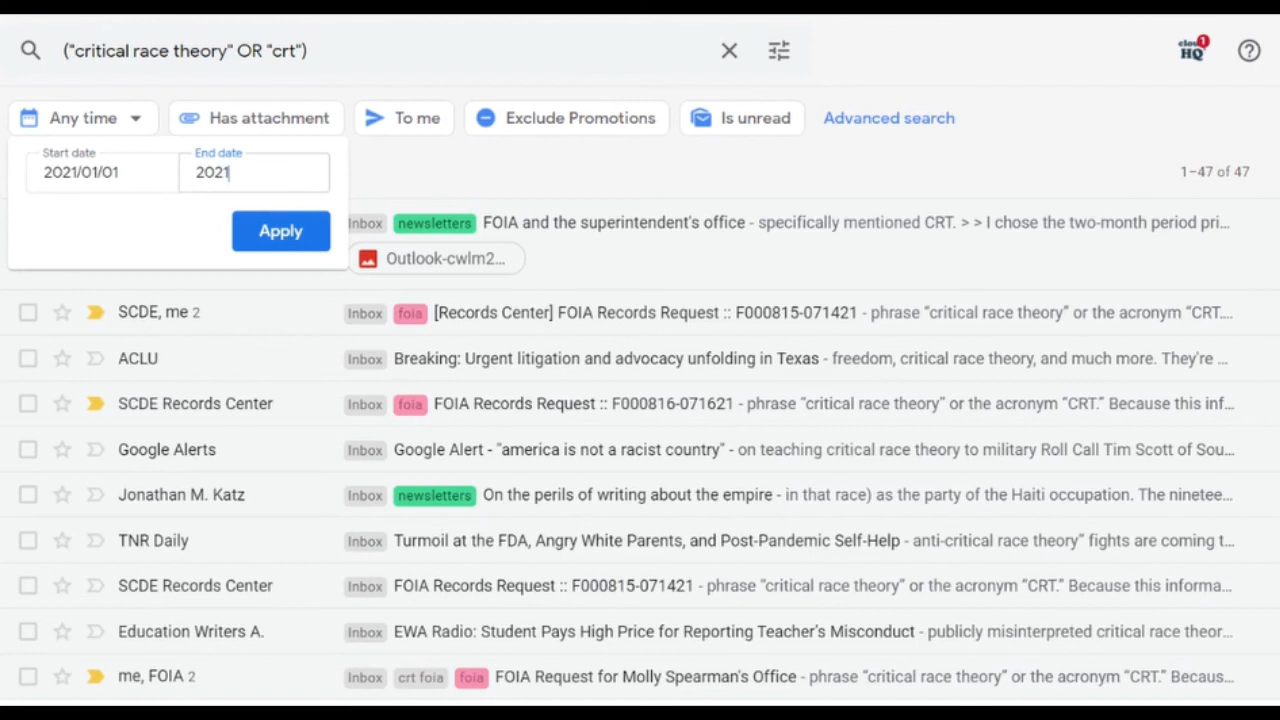 ("critical race theory" OR "crt")
cloud HQ 1
Any time Has attachment To me Exclude Promotions Is unread Advanced search
Start date End date
2021/01/01 2021
1–47 of 47
Apply
Inbox newsletters FOIA and the superintendent's office - specifically mentioned CRT. > > I chose the two-month period pri...
Outlook-cwlm2...
SCDE, me 2 Inbox foia [Records Center] FOIA Records Request :: F000815-071421 - phrase “critical race theory” or the acronym “CRT....
ACLU Inbox Breaking: Urgent litigation and advocacy unfolding in Texas - freedom, critical race theory, and much more. They're ...
SCDE Records Center Inbox foia FOIA Records Request :: F000816-071621 - phrase “critical race theory” or the acronym “CRT.” Because this inf...
Google Alerts Inbox Google Alert - "america is not a racist country" - on teaching critical race theory to military Roll Call Tim Scott of Sou...
Jonathan M. Katz Inbox newsletters On the perils of writing about the empire - in that race) as the party of the Haiti occupation. The ninetee...
TNR Daily Inbox Turmoil at the FDA, Angry White Parents, and Post-Pandemic Self-Help - anti-critical race theory” fights are coming t...
SCDE Records Center Inbox FOIA Records Request :: F000815-071421 - phrase “critical race theory” or the acronym “CRT.” Because this informa...
Education Writers A. Inbox EWA Radio: Student Pays High Price for Reporting Teacher's Misconduct - publicly misinterpreted critical race theor...
me, FOIA 2 Inbox crt foia foia FOIA Request for Molly Spearman's Office - phrase “critical race theory” or the acronym “CRT.” Becaus...